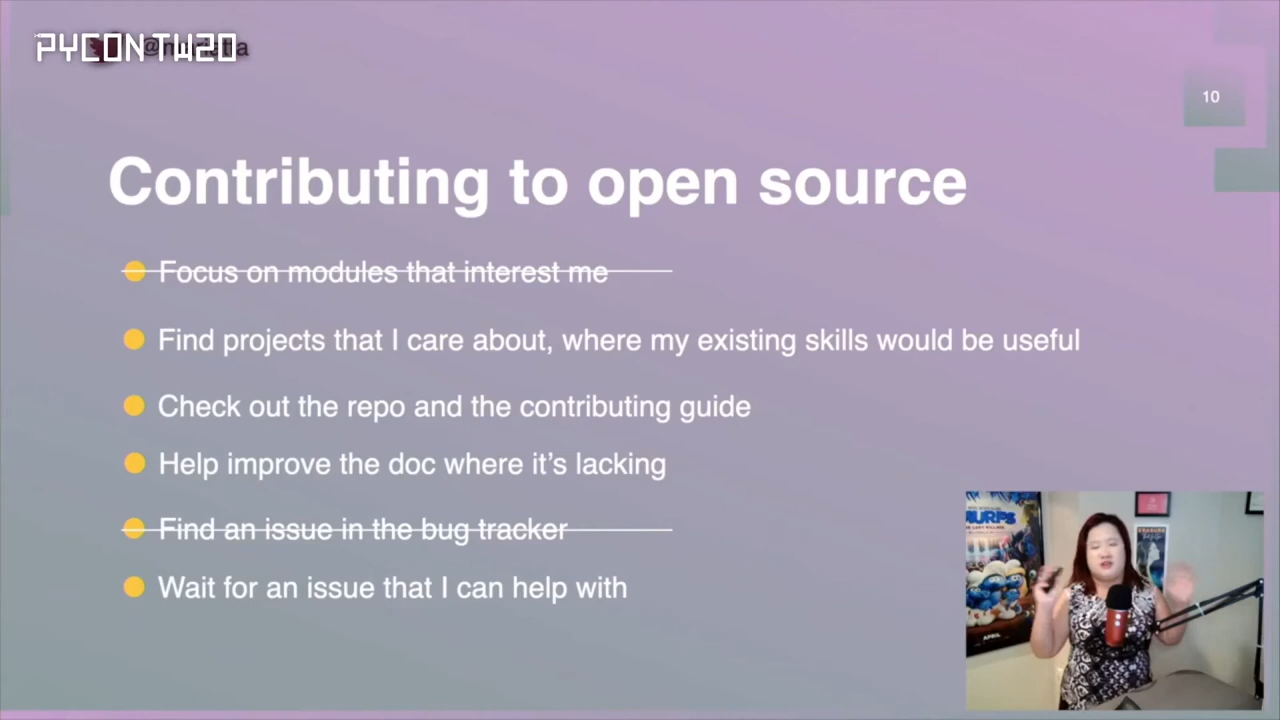 PYCON TW20
10
Contributing to open source
Focus on modules that interest me
Find projects that I care about, where my existing skills would be useful
Check out the repo and the contributing guide
Help improve the doc where it's lacking
Find an issue in the bug tracker
Wait for an issue that I can help with
APRIL